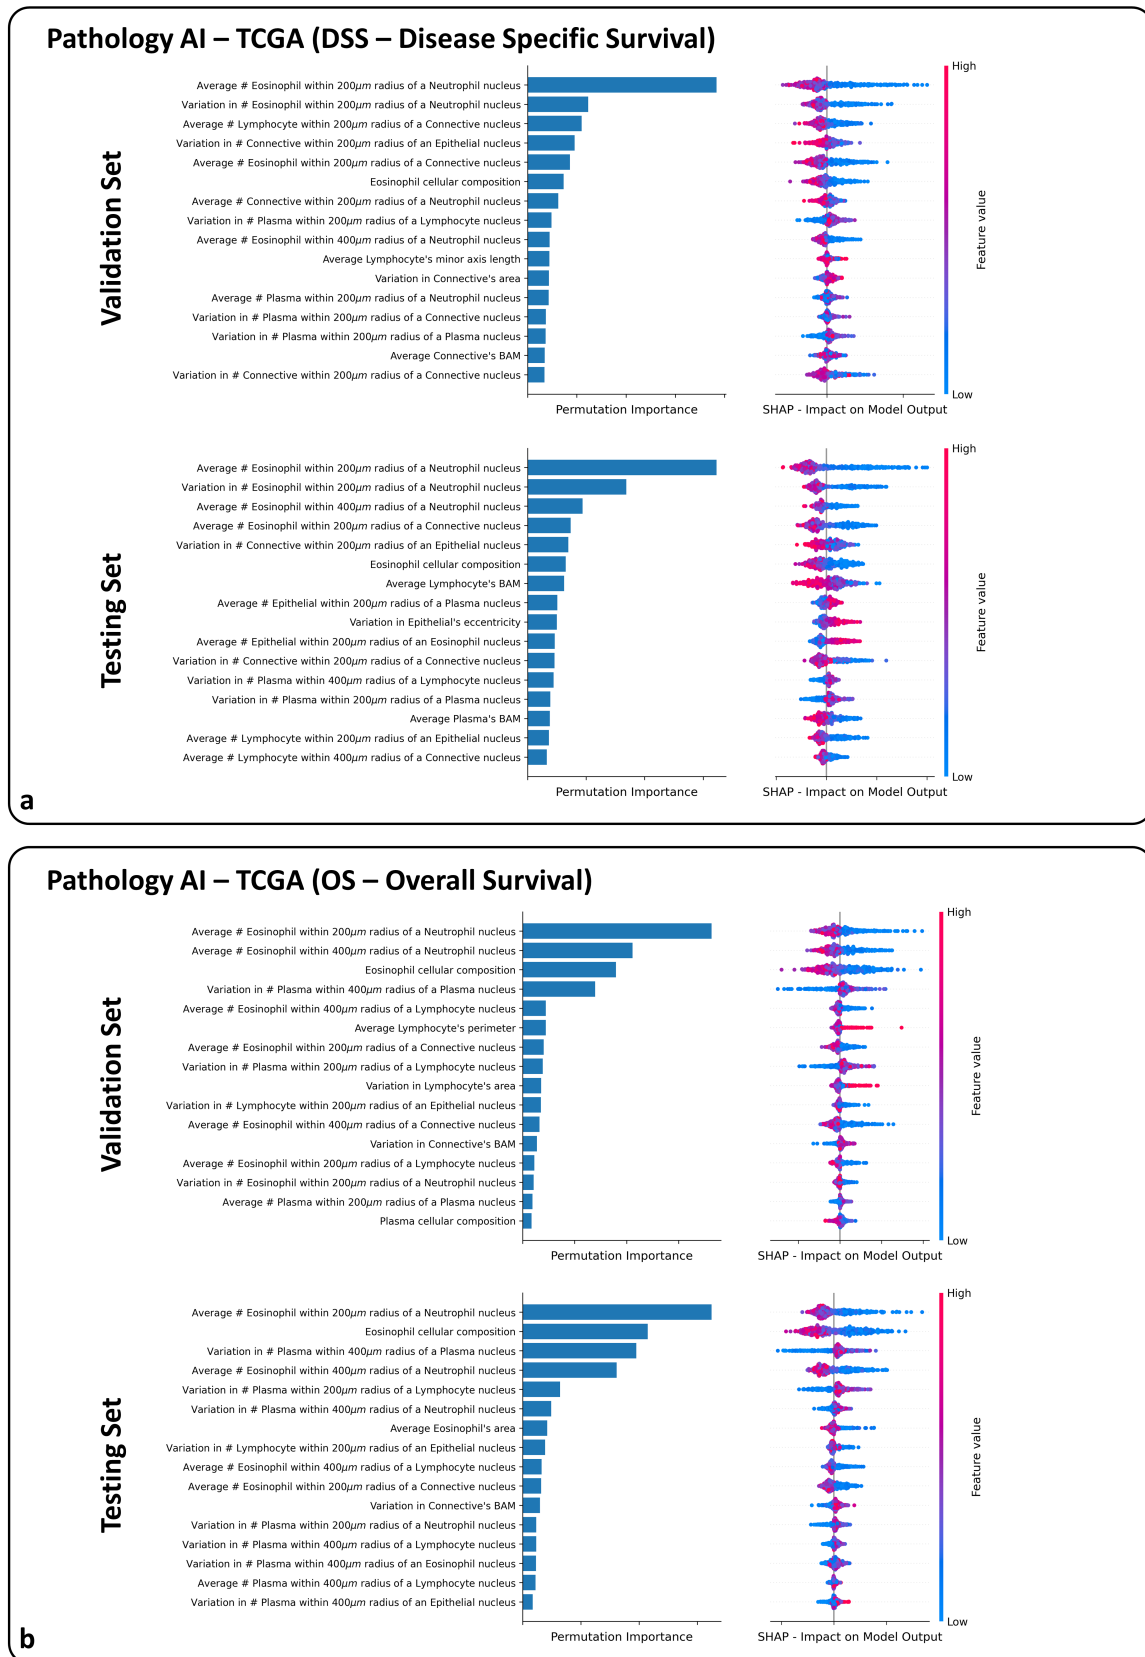 Pathology AI – TCGA (DSS – Disease Specific Survival)
Validation Set
Average # Eosinophil within 200μm radius of a Neutrophil nucleus
Variation in # Eosinophil within 200μm radius of a Neutrophil nucleus
Average # Lymphocyte within 200μm radius of a Connective nucleus
Variation in # Connective within 200μm radius of an Epithelial nucleus
Average # Eosinophil within 200μm radius of a Connective nucleus
Eosinophil cellular composition
Average # Connective within 200μm radius of a Neutrophil nucleus
Variation in # Plasma within 200μm radius of a Lymphocyte nucleus
Average # Eosinophil within 400μm radius of a Neutrophil nucleus
Average Lymphocyte's minor axis length
Variation in Connective's area
Average # Plasma within 200μm radius of a Neutrophil nucleus
Variation in # Plasma within 200μm radius of a Connective nucleus
Variation in # Plasma within 200μm radius of a Plasma nucleus
Average Connective's BAM
Variation in # Connective within 200μm radius of a Connective nucleus
Permutation Importance
SHAP - Impact on Model Output
High
Feature value
Low
Testing Set
Average # Eosinophil within 200μm radius of a Neutrophil nucleus
Variation in # Eosinophil within 200μm radius of a Neutrophil nucleus
Average # Eosinophil within 400μm radius of a Neutrophil nucleus
Average # Eosinophil within 200μm radius of a Connective nucleus
Variation in # Connective within 200μm radius of an Epithelial nucleus
Eosinophil cellular composition
Average Lymphocyte's BAM
Average # Epithelial within 200μm radius of a Plasma nucleus
Variation in Epithelial's eccentricity
Average # Epithelial within 200μm radius of an Eosinophil nucleus
Variation in # Connective within 200μm radius of a Connective nucleus
Variation in # Plasma within 400μm radius of a Lymphocyte nucleus
Variation in # Plasma within 200μm radius of a Plasma nucleus
Average Plasma's BAM
Average # Lymphocyte within 200μm radius of an Epithelial nucleus
Average # Lymphocyte within 400μm radius of a Connective nucleus
Permutation Importance
SHAP - Impact on Model Output
High
Feature value
Low
a
Pathology AI – TCGA (OS – Overall Survival)
Validation Set
Average # Eosinophil within 200μm radius of a Neutrophil nucleus
Average # Eosinophil within 400μm radius of a Neutrophil nucleus
Eosinophil cellular composition
Variation in # Plasma within 400μm radius of a Plasma nucleus
Average # Eosinophil within 400μm radius of a Lymphocyte nucleus
Average Lymphocyte's perimeter
Average # Eosinophil within 200μm radius of a Connective nucleus
Variation in # Plasma within 200μm radius of a Lymphocyte nucleus
Variation in Lymphocyte's area
Variation in # Lymphocyte within 200μm radius of an Epithelial nucleus
Average # Eosinophil within 400μm radius of a Connective nucleus
Variation in Connective's BAM
Average # Eosinophil within 200μm radius of a Lymphocyte nucleus
Variation in # Eosinophil within 200μm radius of a Neutrophil nucleus
Average # Plasma within 200μm radius of a Plasma nucleus
Plasma cellular composition
Permutation Importance
SHAP - Impact on Model Output
High
Feature value
Low
Testing Set
Average # Eosinophil within 200μm radius of a Neutrophil nucleus
Eosinophil cellular composition
Variation in # Plasma within 400μm radius of a Plasma nucleus
Average # Eosinophil within 400μm radius of a Neutrophil nucleus
Variation in # Plasma within 200μm radius of a Lymphocyte nucleus
Variation in # Plasma within 400μm radius of a Neutrophil nucleus
Average Eosinophil's area
Variation in # Lymphocyte within 200μm radius of an Epithelial nucleus
Average # Eosinophil within 400μm radius of a Lymphocyte nucleus
Average # Eosinophil within 200μm radius of a Connective nucleus
Variation in Connective's BAM
Variation in # Plasma within 200μm radius of a Neutrophil nucleus
Variation in # Plasma within 400μm radius of a Lymphocyte nucleus
Variation in # Plasma within 400μm radius of an Eosinophil nucleus
Average # Plasma within 400μm radius of a Lymphocyte nucleus
Variation in # Plasma within 400μm radius of an Epithelial nucleus
Permutation Importance
SHAP - Impact on Model Output
High
Feature value
Low
b